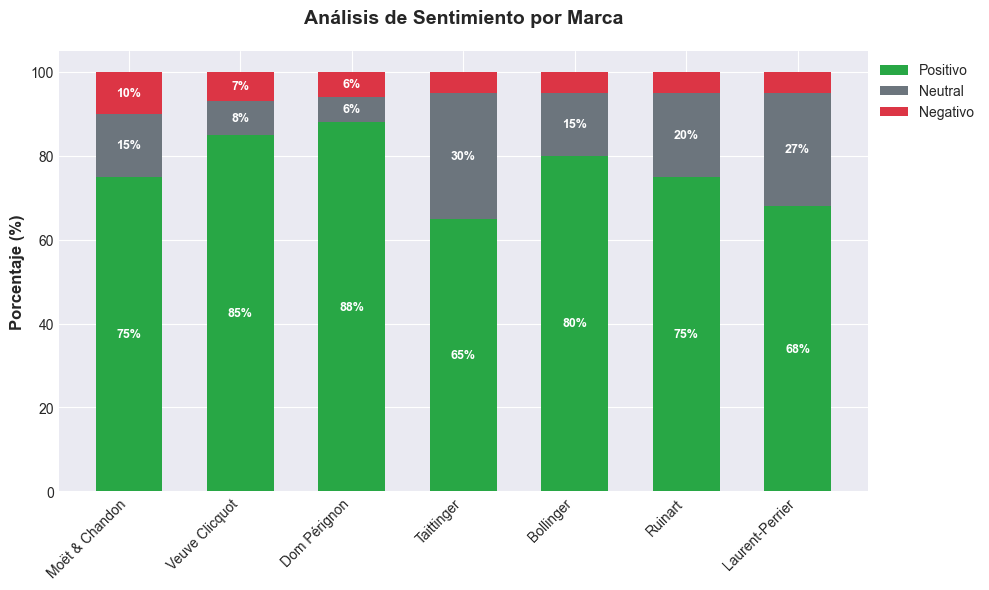 Análisis de Sentimiento por Marca
Positivo
Neutral
Negativo
Porcentaje (%)
100
80
60
40
20
0
10%
7%
6%
15%
8%
6%
30%
15%
20%
27%
75%
85%
88%
65%
80%
75%
68%
Moët & Chandon
Veuve Clicquot
Dom Pérignon
Taittinger
Bollinger
Ruinart
Laurent-Perrier